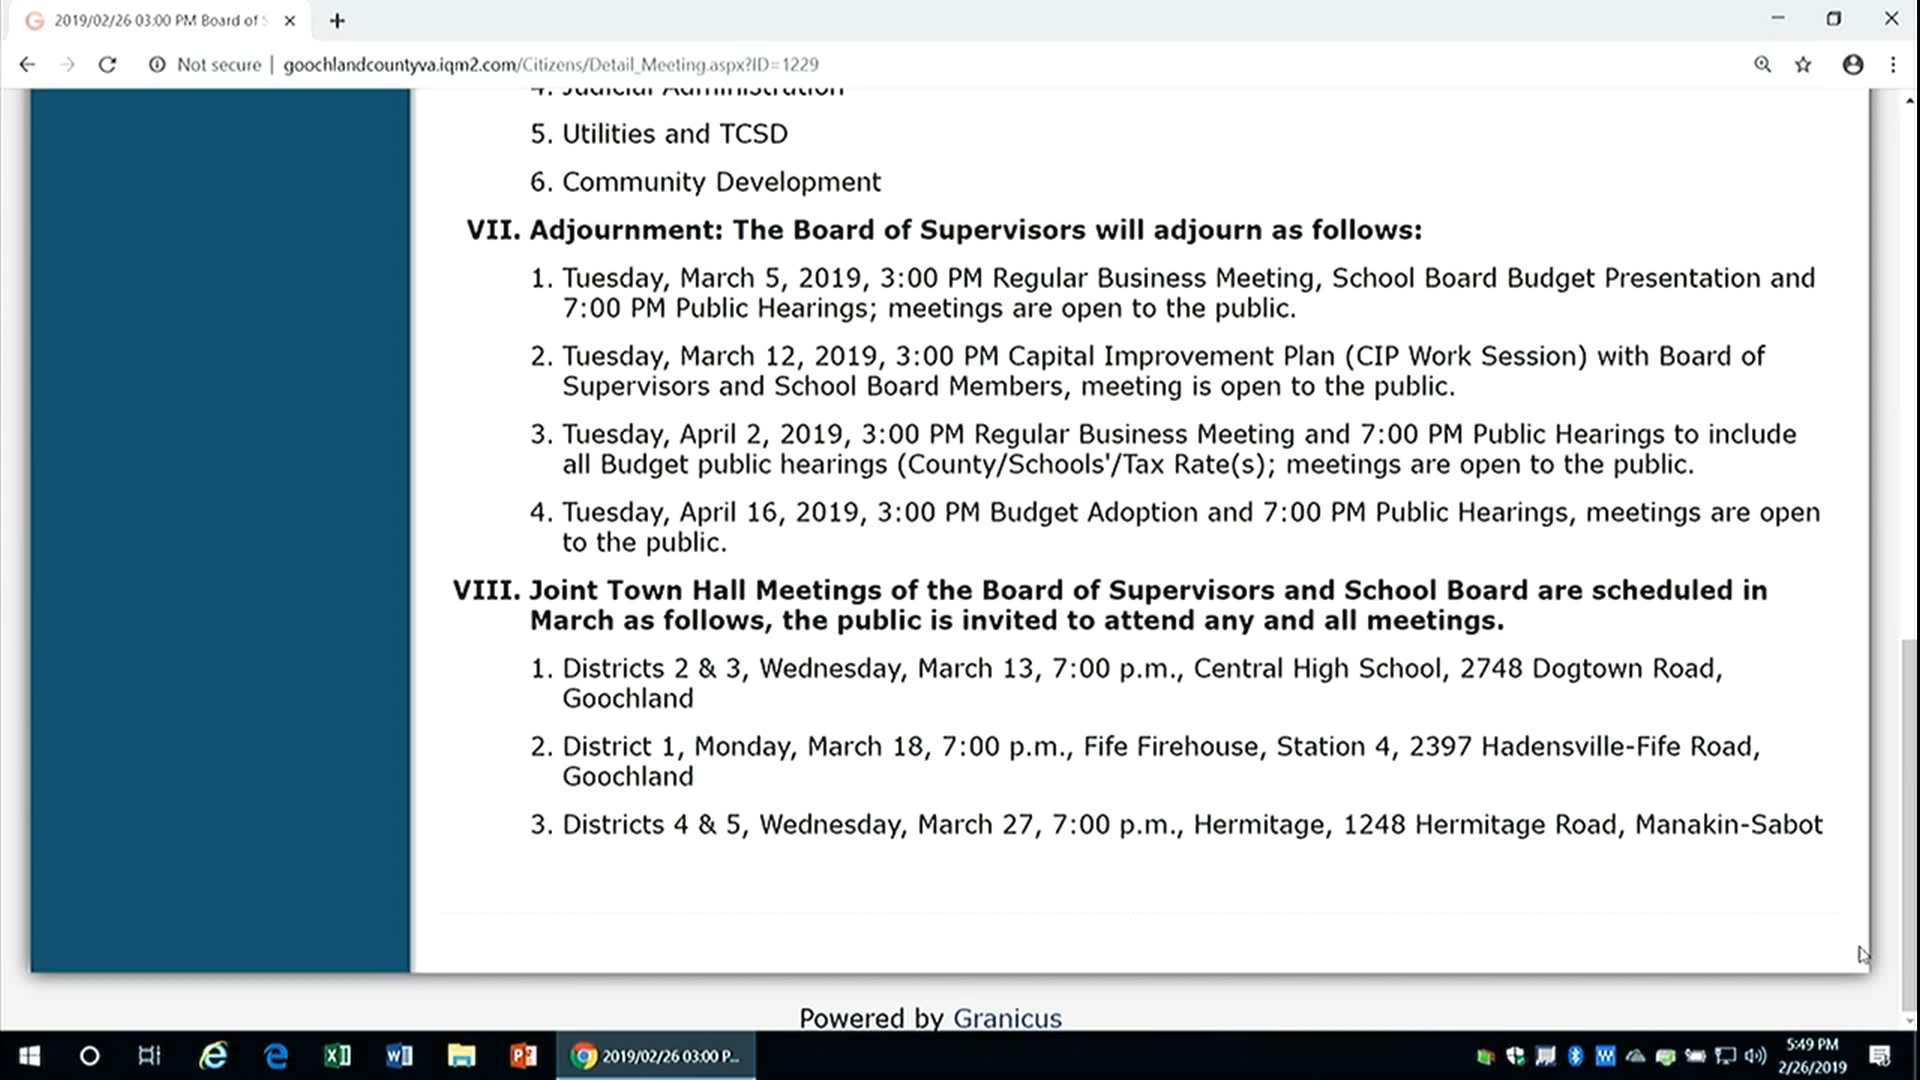 2019/02/26 03:00 PM Board of S
Not secure | goochlandcountyva.iqm2.com/Citizens/Detail_Meeting.aspx?ID=1229
4. Judicial Administration
5. Utilities and TCSD
6. Community Development
VII. Adjournment: The Board of Supervisors will adjourn as follows:
1. Tuesday, March 5, 2019, 3:00 PM Regular Business Meeting, School Board Budget Presentation and
7:00 PM Public Hearings; meetings are open to the public.
2. Tuesday, March 12, 2019, 3:00 PM Capital Improvement Plan (CIP Work Session) with Board of
Supervisors and School Board Members, meeting is open to the public.
3. Tuesday, April 2, 2019, 3:00 PM Regular Business Meeting and 7:00 PM Public Hearings to include
all Budget public hearings (County/Schools'/Tax Rate(s); meetings are open to the public.
4. Tuesday, April 16, 2019, 3:00 PM Budget Adoption and 7:00 PM Public Hearings, meetings are open
to the public.
VIII. Joint Town Hall Meetings of the Board of Supervisors and School Board are scheduled in
March as follows, the public is invited to attend any and all meetings.
1. Districts 2 & 3, Wednesday, March 13, 7:00 p.m., Central High School, 2748 Dogtown Road,
Goochland
2. District 1, Monday, March 18, 7:00 p.m., Fife Firehouse, Station 4, 2397 Hadensville-Fife Road,
Goochland
3. Districts 4 & 5, Wednesday, March 27, 7:00 p.m., Hermitage, 1248 Hermitage Road, Manakin-Sabot
Powered by Granicus
2019/02/26 03:00 P...
5:49 PM
2/26/2019